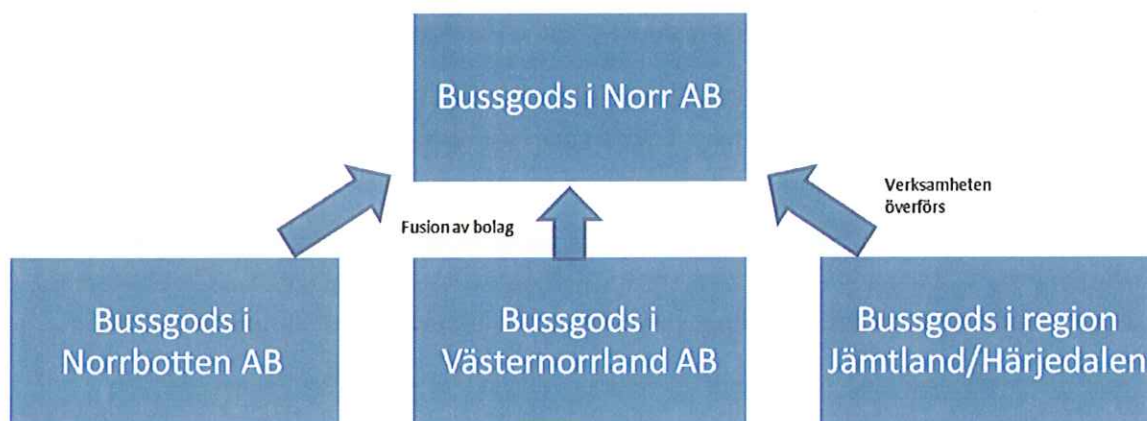 Bussgods i Norr AB
Verksamheten
överförs
Fusion av bolag
Bussgods i
Norrbotten AB
Bussgods i
Västernorrland AB
Bussgods i region
Jämtland/Härjedalen